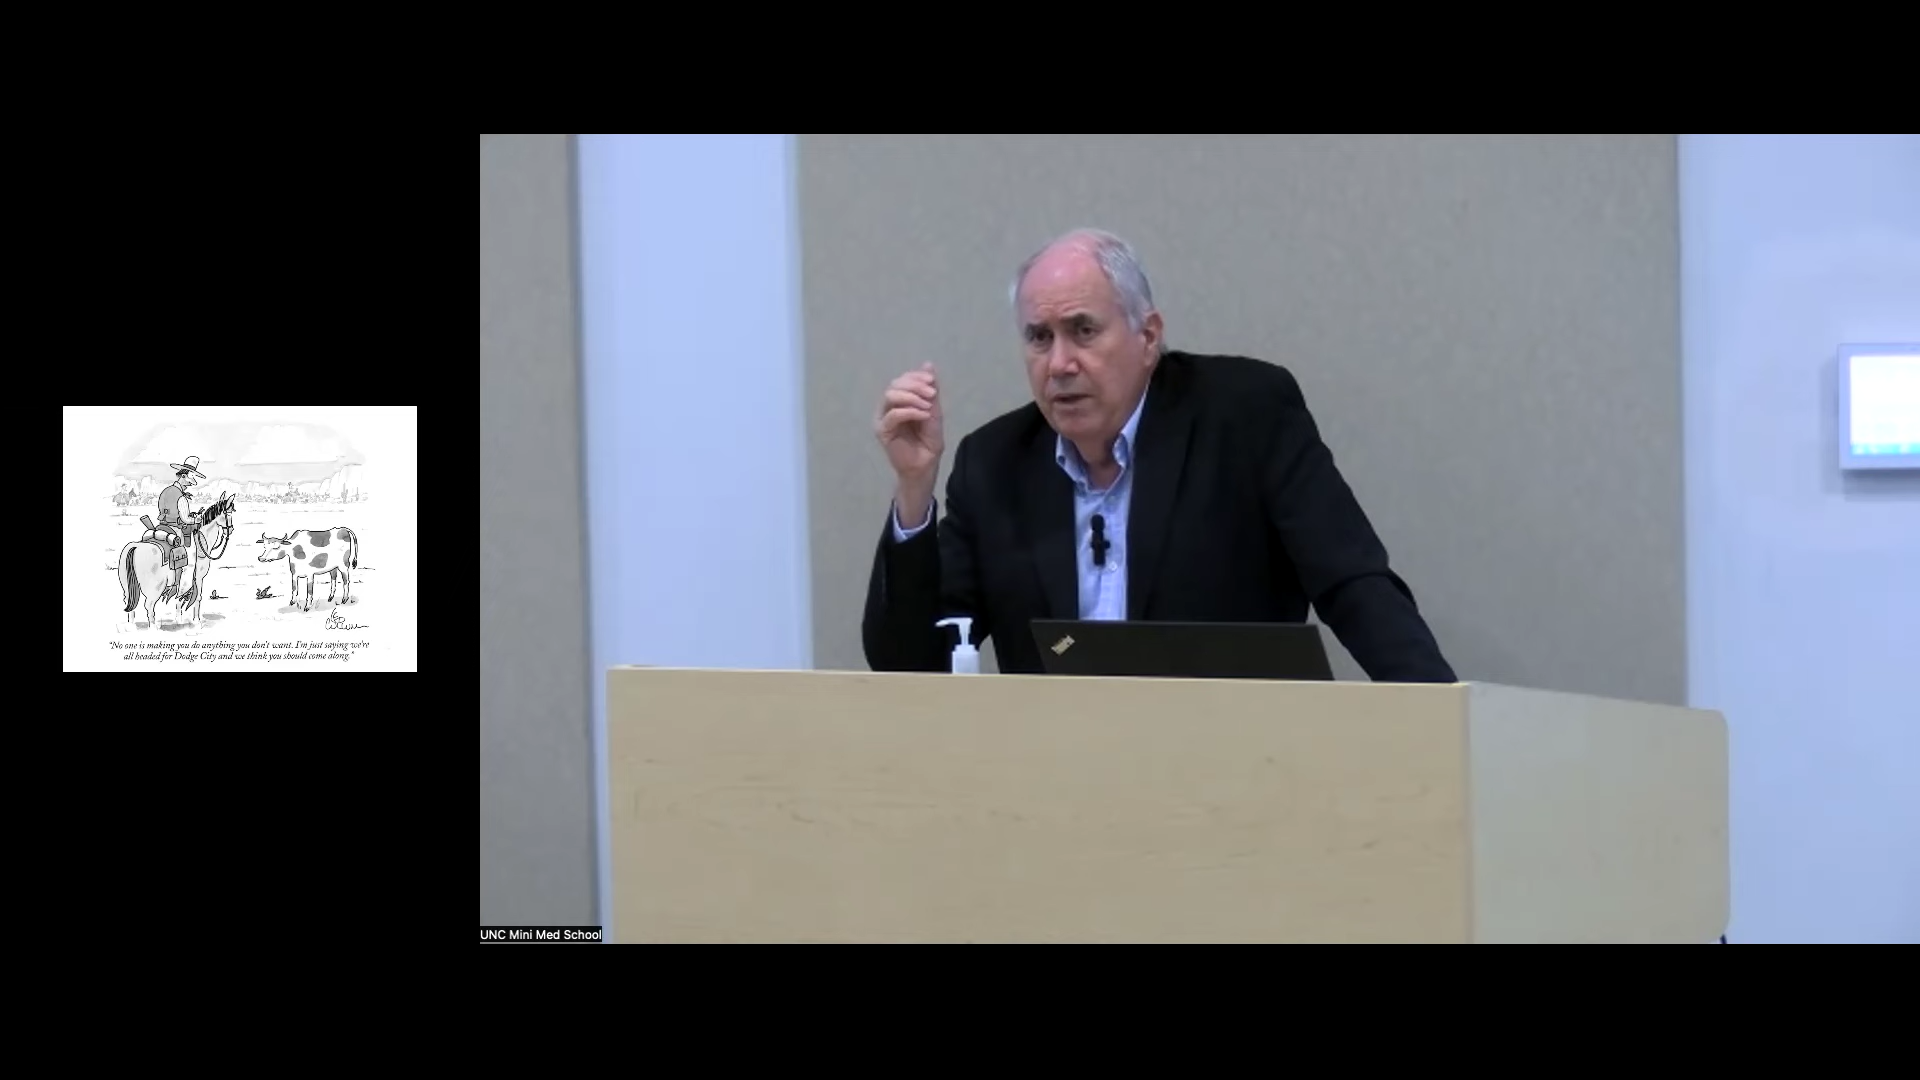 "No one is making you do anything you don't want. I'm just saying we're
all headed for Dodge City and we think you should come along."
ThinkPad
UNC Mini Med School